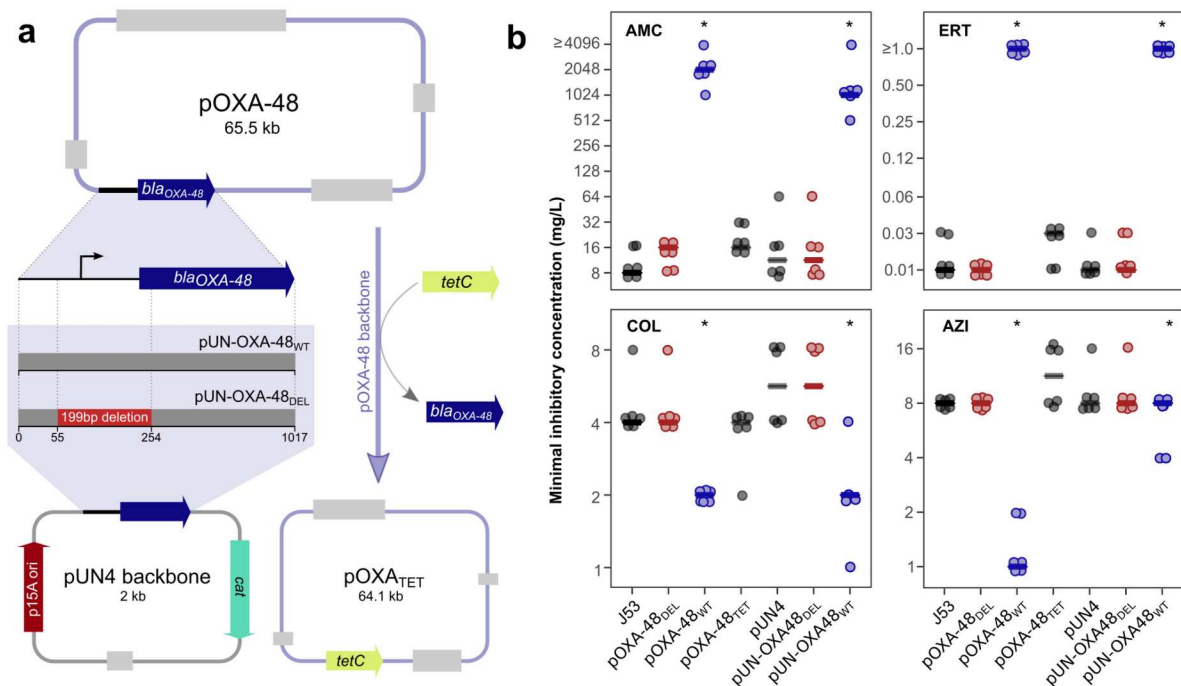 a
pOXA-48
65.5 kb
blaOXA-48
blaOXA-48
pUN-OXA-48WT
pUN-OXA-48DEL
199bp deletion
0 55 254 1017
pOXA-48 backbone
tetC
blaOXA-48
p15A ori
pUN4 backbone
2 kb
cat
pOXATET
64.1 kb
tetC
b
Minimal inhibitory concentration (mg/L)
AMC
* *
≥4096
2048
1024
512
256
128
64
32
16
8
ERT
* *
≥1.0
0.50
0.25
0.12
0.06
0.03
0.01
COL
* *
8
4
2
1
AZI
* *
16
8
4
2
1
J53
pOXA-48DEL
pOXA-48WT
pOXA-48TET
pUN4
pUN-OXA48DEL
pUN-OXA48WT
J53
pOXA-48DEL
pOXA-48WT
pOXA-48TET
pUN4
pUN-OXA48DEL
pUN-OXA48WT